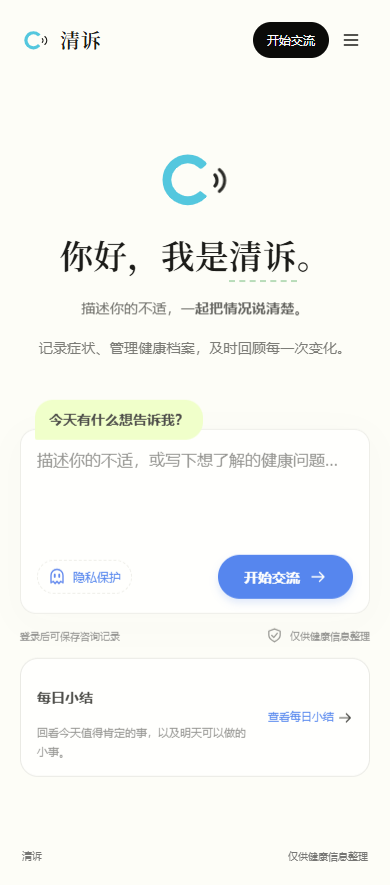 清诉
开始交流
你好，我是清诉。
描述你的不适，一起把情况说清楚。
记录症状、管理健康档案，及时回顾每一次变化。
今天有什么想告诉我？
描述你的不适，或写下想了解的健康问题...
隐私保护
开始交流
登录后可保存咨询记录
仅供健康信息整理
每日小结
查看每日小结
回看今天值得肯定的事，以及明天可以做的
小事。
清诉
仅供健康信息整理